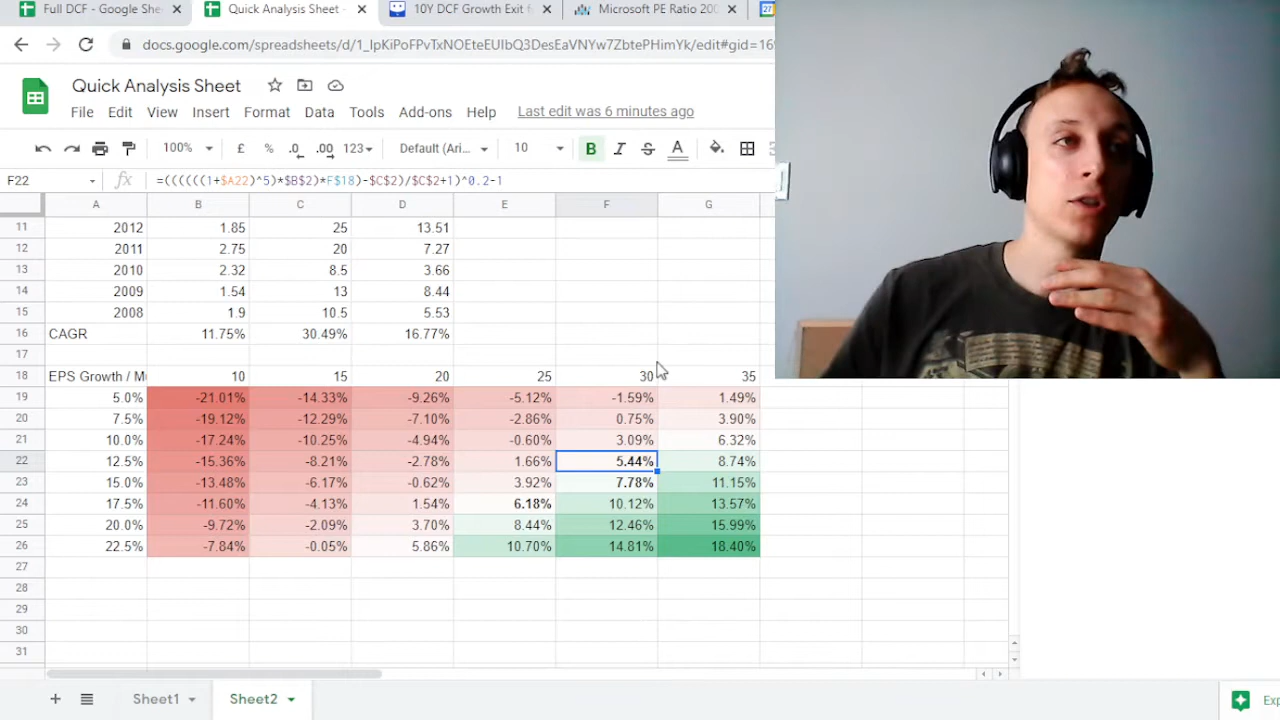 Full DCF - Google She
Quick Analysis Sheet -
10Y DCF Growth Exit f
Microsoft PE Ratio 200
27
docs.google.com/spreadsheets/d/1_IpKiPoFPvTxNOEteEUIbQ3DesEaVNYw7ZbtePHimYk/edit#gid=16
Quick Analysis Sheet
File Edit View Insert Format Data Tools Add-ons Help Last edit was 6 minutes ago
100% £ % .0 .00 123 Default (Ari... 10 B I S A
F22 fx =((((((1+$A22)^5)*$B$2)*F$18)-$C$2)/$C$2+1)^0.2-1
A B C D E F G
11 2012 1.85 25 13.51
12 2011 2.75 20 7.27
13 2010 2.32 8.5 3.66
14 2009 1.54 13 8.44
15 2008 1.9 10.5 5.53
16 CAGR 11.75% 30.49% 16.77%
17
18 EPS Growth / Mu 10 15 20 25 30 35
19 5.0% -21.01% -14.33% -9.26% -5.12% -1.59% 1.49%
20 7.5% -19.12% -12.29% -7.10% -2.86% 0.75% 3.90%
21 10.0% -17.24% -10.25% -4.94% -0.60% 3.09% 6.32%
22 12.5% -15.36% -8.21% -2.78% 1.66% 5.44% 8.74%
23 15.0% -13.48% -6.17% -0.62% 3.92% 7.78% 11.15%
24 17.5% -11.60% -4.13% 1.54% 6.18% 10.12% 13.57%
25 20.0% -9.72% -2.09% 3.70% 8.44% 12.46% 15.99%
26 22.5% -7.84% -0.05% 5.86% 10.70% 14.81% 18.40%
27
28
29
30
31
Sheet1 Sheet2 Exp